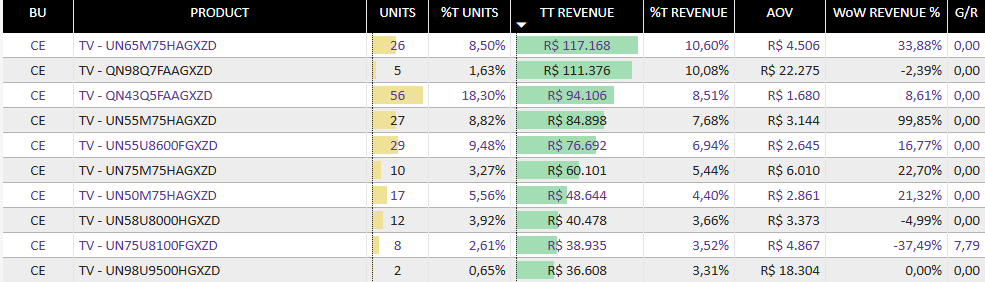 BU PRODUCT UNITS %T UNITS TT REVENUE %T REVENUE AOV WoW REVENUE % G/R
CE TV - UN65M75HAGXZD 26 8,50% R$ 117.168 10,60% R$ 4.506 33,88% 0,00
CE TV - QN98Q7FAAGXZD 5 1,63% R$ 111.376 10,08% R$ 22.275 -2,39% 0,00
CE TV - QN43Q5FAAGXZD 56 18,30% R$ 94.106 8,51% R$ 1.680 8,61% 0,00
CE TV - UN55M75HAGXZD 27 8,82% R$ 84.898 7,68% R$ 3.144 99,85% 0,00
CE TV - UN55U8600FGXZD 29 9,48% R$ 76.692 6,94% R$ 2.645 16,77% 0,00
CE TV - UN75M75HAGXZD 10 3,27% R$ 60.101 5,44% R$ 6.010 22,70% 0,00
CE TV - UN50M75HAGXZD 17 5,56% R$ 48.644 4,40% R$ 2.861 21,32% 0,00
CE TV - UN58U8000HGXZD 12 3,92% R$ 40.478 3,66% R$ 3.373 -4,99% 0,00
CE TV - UN75U8100FGXZD 8 2,61% R$ 38.935 3,52% R$ 4.867 -37,49% 7,79
CE TV - UN98U9500HGXZD 2 0,65% R$ 36.608 3,31% R$ 18.304 0,00% 0,00